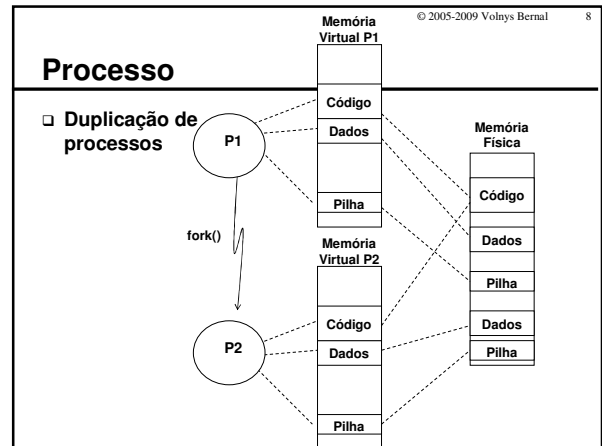 © 2005-2009 Volnys Bernal 8
Processo
❑ Duplicação de
processos
Memória
Virtual P1
Código
Dados
Pilha
P1
fork()
P2
Memória
Virtual P2
Código
Dados
Pilha
Memória
Física
Código
Dados
Pilha
Dados
Pilha